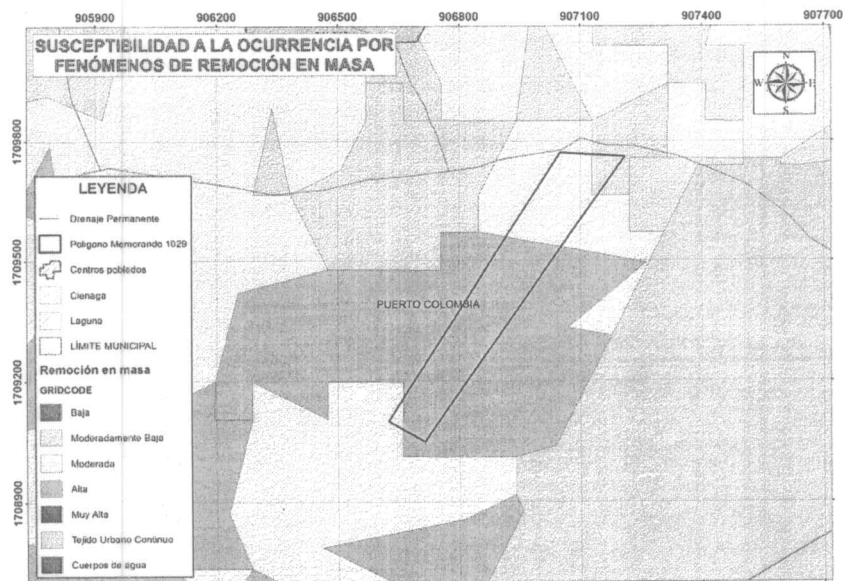 905900 906200 906500 906800 907100 907400 907700
SUSCEPTIBILIDAD A LA OCURRENCIA POR
FENÓMENOS DE REMOCIÓN EN MASA
N
W E
S
1709800
1709500
1709200
1708900
LEYENDA
Drenaje Permanente
Poligono Memorando 1029
Centros poblados
Cienaga
Laguna
LÍMITE MUNICIPAL
Remoción en masa
GRIDCODE
Baja
Moderadamente Baja
Moderada
Alta
Muy Alta
Tejido Urbano Continuo
Cuerpos de agua
PUERTO COLOMBIA